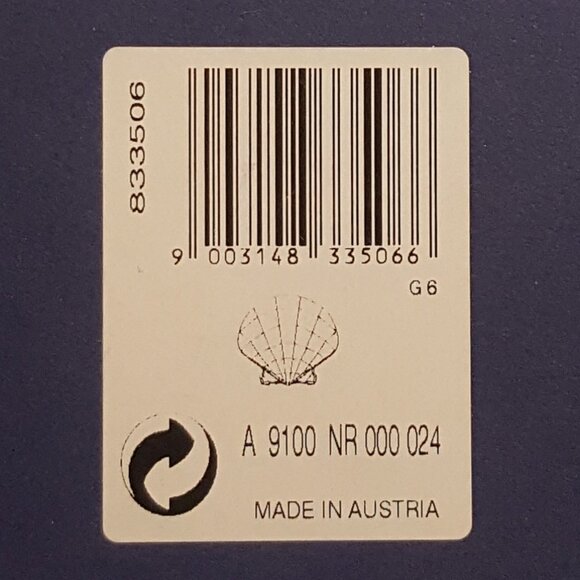 833506
9 003148 335066
G6
A 9100 NR 000 024
MADE IN AUSTRIA